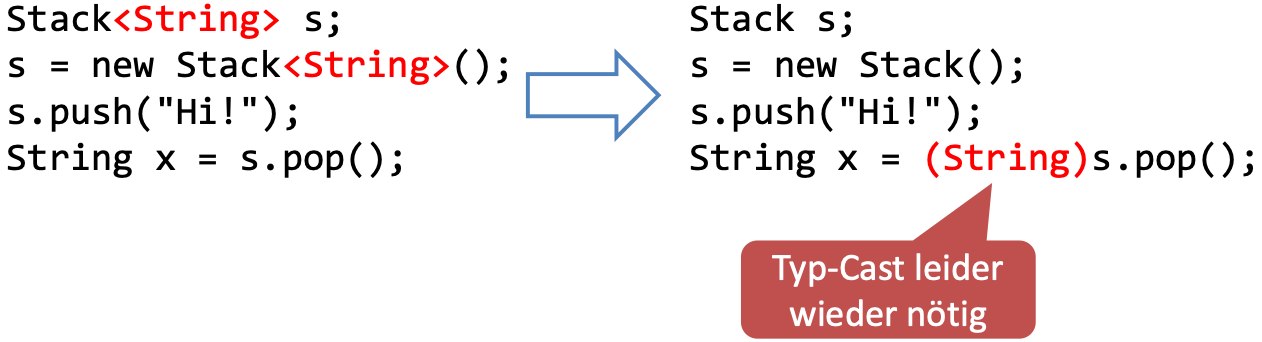 Stack<String> s;
s = new Stack<String>();
s.push("Hi!");
String x = s.pop();
Stack s;
s = new Stack();
s.push("Hi!");
String x = (String)s.pop();
Typ-Cast leider
wieder nötig